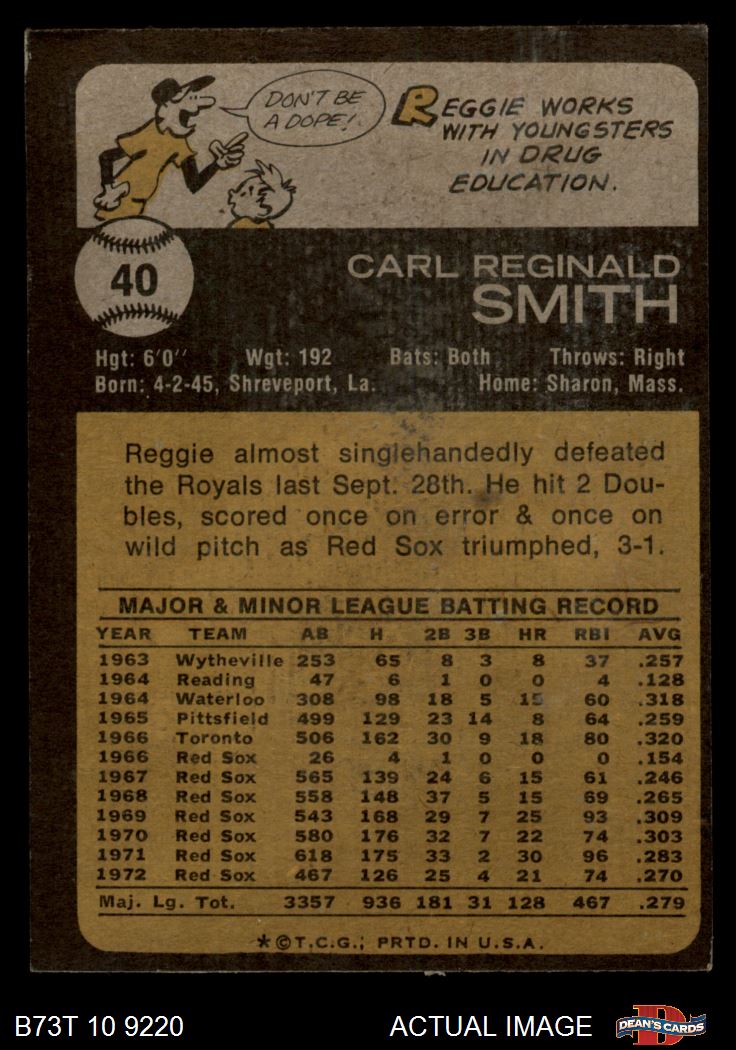 DON'T BE
A DOPE!
REGGIE WORKS
WITH YOUNGSTERS
IN DRUG
EDUCATION.
40
CARL REGINALD
SMITH
Hgt: 6'0" Wgt: 192 Bats: Both Throws: Right
Born: 4-2-45, Shreveport, La. Home: Sharon, Mass.
Reggie almost singlehandedly defeated
the Royals last Sept. 28th. He hit 2 Dou-
bles, scored once on error & once on
wild pitch as Red Sox triumphed, 3-1.
MAJOR & MINOR LEAGUE BATTING RECORD
YEAR TEAM AB H 2B 3B HR RBI AVG
1963 Wytheville 253 65 8 3 8 37 .257
1964 Reading 47 6 1 0 0 4 .128
1964 Waterloo 308 98 18 5 15 60 .318
1965 Pittsfield 499 129 23 14 8 64 .259
1966 Toronto 506 162 30 9 18 80 .320
1966 Red Sox 26 4 1 0 0 0 .154
1967 Red Sox 565 139 24 6 15 61 .246
1968 Red Sox 558 148 37 5 15 69 .265
1969 Red Sox 543 168 29 7 25 93 .309
1970 Red Sox 580 176 32 7 22 74 .303
1971 Red Sox 618 175 33 2 30 96 .283
1972 Red Sox 467 126 25 4 21 74 .270
Maj. Lg. Tot. 3357 936 181 31 128 467 .279
*©T.C.G., PRTD. IN U.S.A.
B73T 10 9220 ACTUAL IMAGE D DEAN'S CARDS